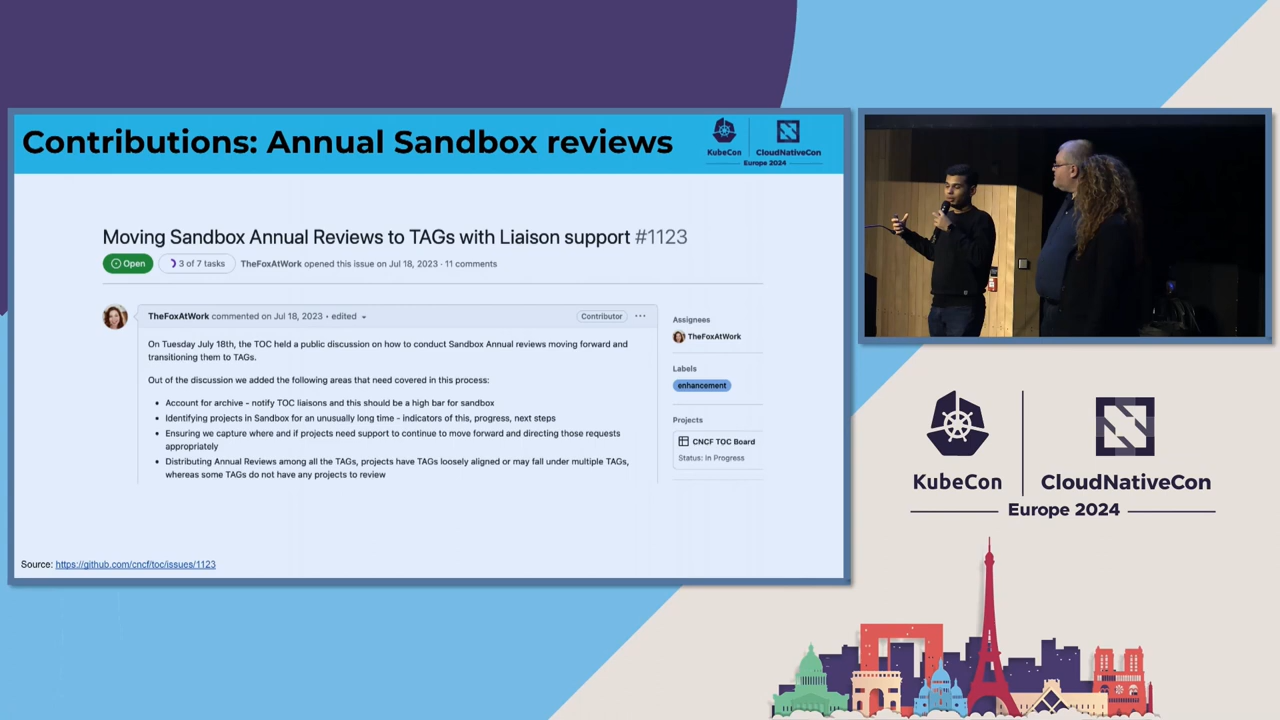 Contributions: Annual Sandbox reviews
KubeCon
CloudNativeCon
Europe 2024
Moving Sandbox Annual Reviews to TAGs with Liaison support #1123
Open
3 of 7 tasks
TheFoxAtWork opened this issue on Jul 18, 2023 · 11 comments
TheFoxAtWork commented on Jul 18, 2023 • edited
Contributor
On Tuesday July 18th, the TOC held a public discussion on how to conduct Sandbox Annual reviews moving forward and
transitioning them to TAGs.
Out of the discussion we added the following areas that need covered in this process:
• Account for archive - notify TOC liaisons and this should be a high bar for sandbox
• Identifying projects in Sandbox for an unusually long time - indicators of this, progress, next steps
• Ensuring we capture where and if projects need support to continue to move forward and directing those requests
appropriately
• Distributing Annual Reviews among all the TAGs, projects have TAGs loosely aligned or may fall under multiple TAGs,
whereas some TAGs do not have any projects to review
Assignees
TheFoxAtWork
Labels
enhancement
Projects
CNCF TOC Board
Status: In Progress
Source: https://github.com/cncf/toc/issues/1123
KubeCon
CloudNativeCon
Europe 2024